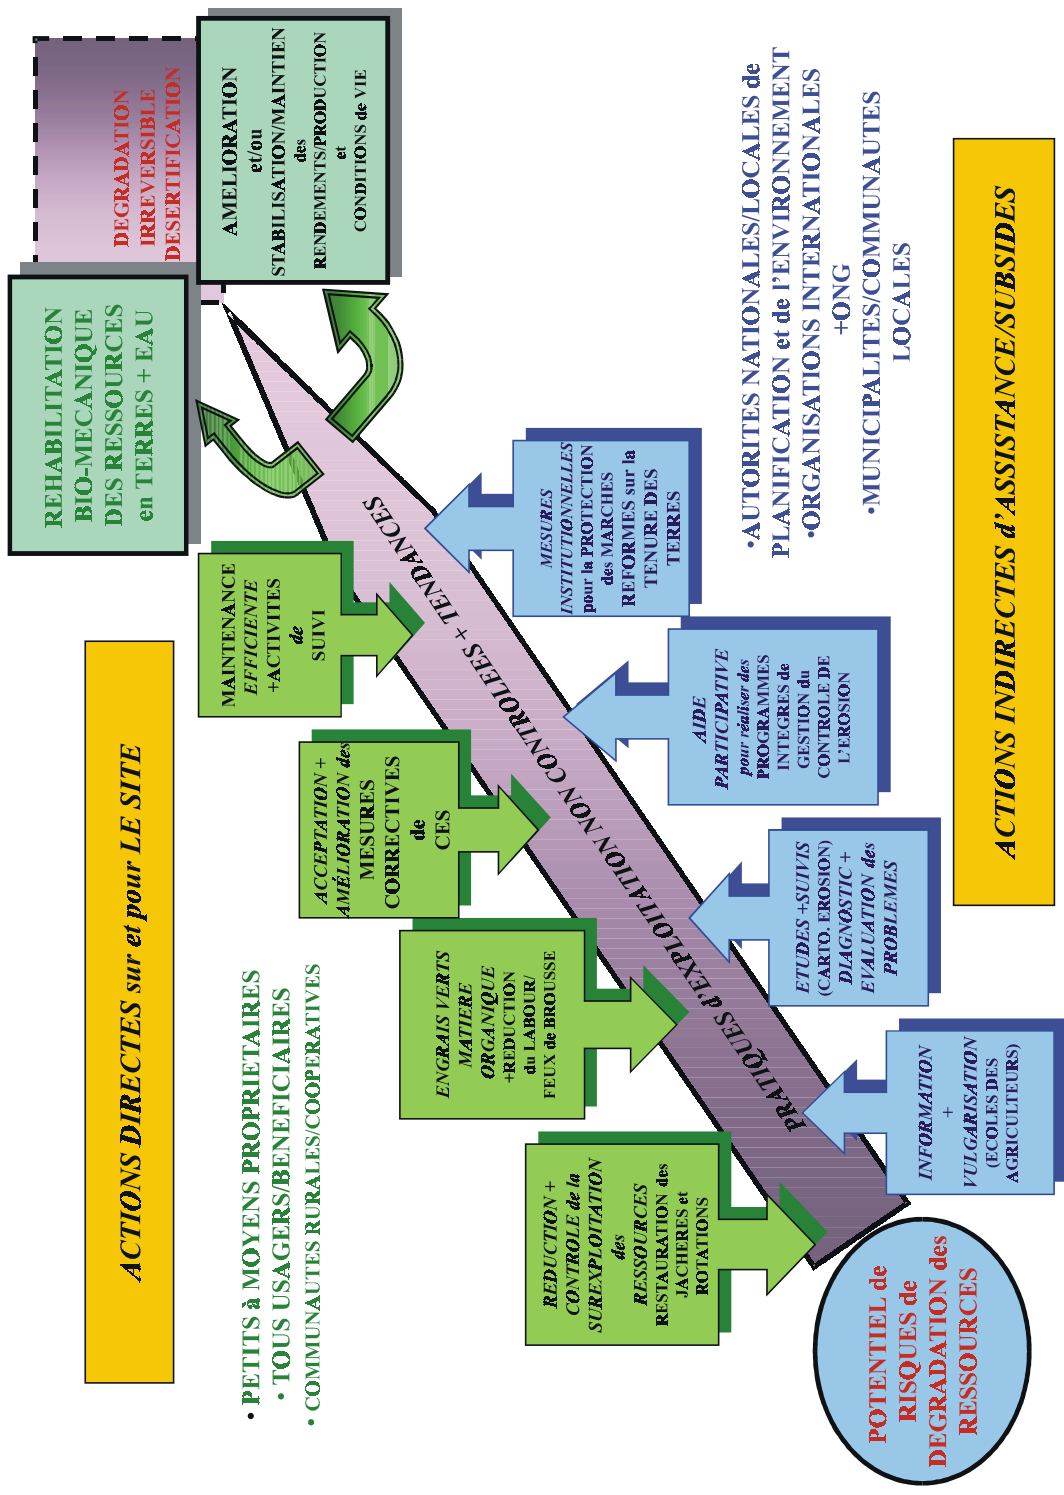 ACTIONS DIRECTES sur et pour LE SITE
• PETITS à MOYENS PROPRIETAIRES
• TOUS USAGERS/BENEFICIAIRES
• COMMUNAUTES RURALES/COOPERATIVES
REDUCTION +
CONTROLE de la
SUREXPLOITATION
des
RESSOURCES
RESTAURATION des
JACHERES et
ROTATIONS
ENGRAIS VERTS
MATIERE
ORGANIQUE
+REDUCTION
du LABOUR/
FEUX de BROUSSE
ACCEPTATION +
AMÉLIORATION des
MESURES
CORRECTIVES
de
CES
MAINTENANCE
EFFICIENTE
+ACTIVITES
de
SUIVI
REHABILITATION
BIO-MECANIQUE
DES RESSOURCES
en TERRES + EAU
DEGRADATION
IRREVERSIBLE
DESERTIFICATION
AMELIORATION
et/ou
STABILISATION/MAINTIEN
des
RENDEMENTS/PRODUCTION
et
CONDITIONS de VIE
PRATIQUES d'EXPLOITATION NON CONTROLEES + TENDANCES
POTENTIEL de
RISQUES de
DEGRADATION des
RESSOURCES
INFORMATION
+
VULGARISATION
(ECOLES DES
AGRICULTEURS)
ETUDES +SUIVIS
(CARTO. EROSION)
DIAGNOSTIC +
EVALUATION des
PROBLEMES
AIDE
PARTICIPATIVE
pour réaliser des
PROGRAMMES
INTEGRES de
GESTION du
CONTROLE DE
L'EROSION
MESURES
INSTITUTIONNELLES
pour la PROTECTION
des MARCHES
REFORMES sur la
TENURE DES
TERRES
•AUTORITES NATIONALES/LOCALES de
PLANIFICATION et de l'ENVIRONNEMENT
•ORGANISATIONS INTERNATIONALES
+ONG
•MUNICIPALITES/COMMUNAUTES
LOCALES
ACTIONS INDIRECTES d'ASSISTANCE/SUBSIDES